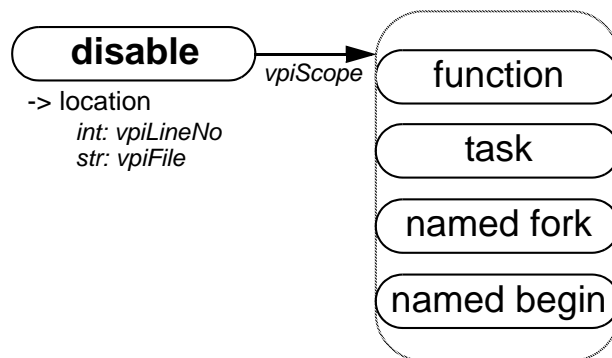 disable
vpiScope
-> location
int: vpiLineNo
str: vpiFile
function
task
named fork
named begin